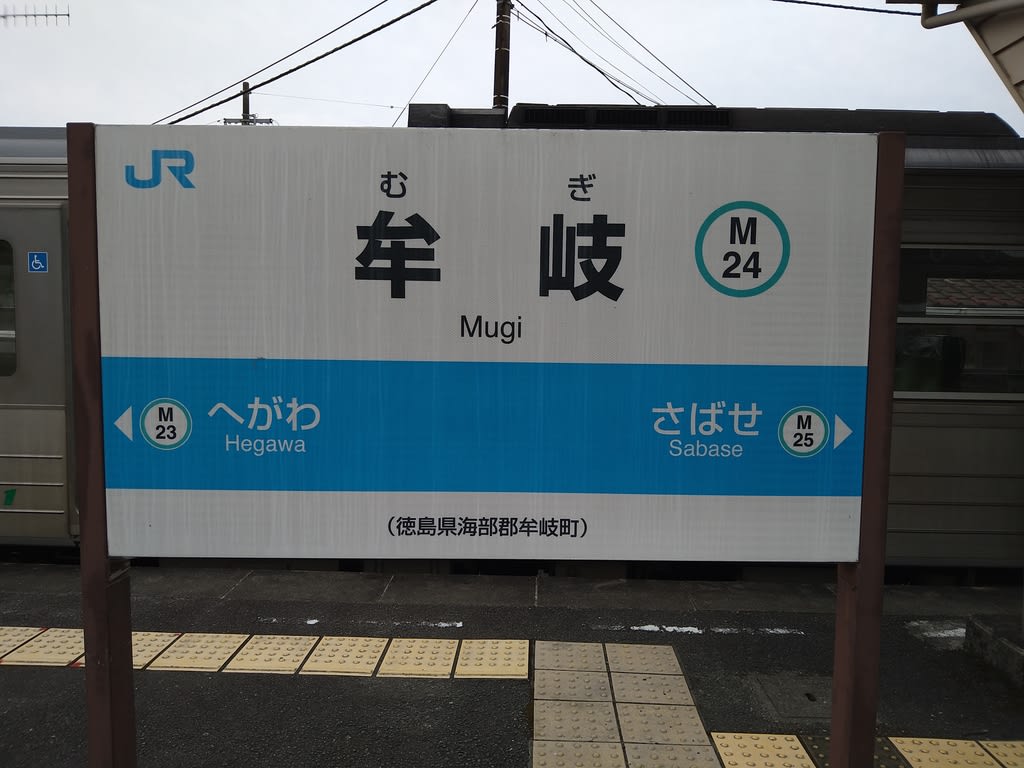 JR
む ぎ
牟 岐
M
24
Mugi
M
23
へがわ
Hegawa
さばせ
Sabase
M
25
(徳島県海部郡牟岐町)
1